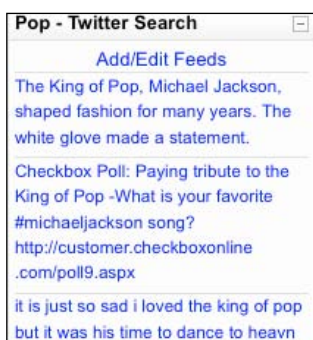 Pop - Twitter Search
Add/Edit Feeds
The King of Pop, Michael Jackson,
shaped fashion for many years. The
white glove made a statement.
Checkbox Poll: Paying tribute to the
King of Pop -What is your favorite
#michaeljackson song?
http://customer.checkboxonline
.com/poll9.aspx
it is just so sad i loved the king of pop
but it was his time to dance to heavn